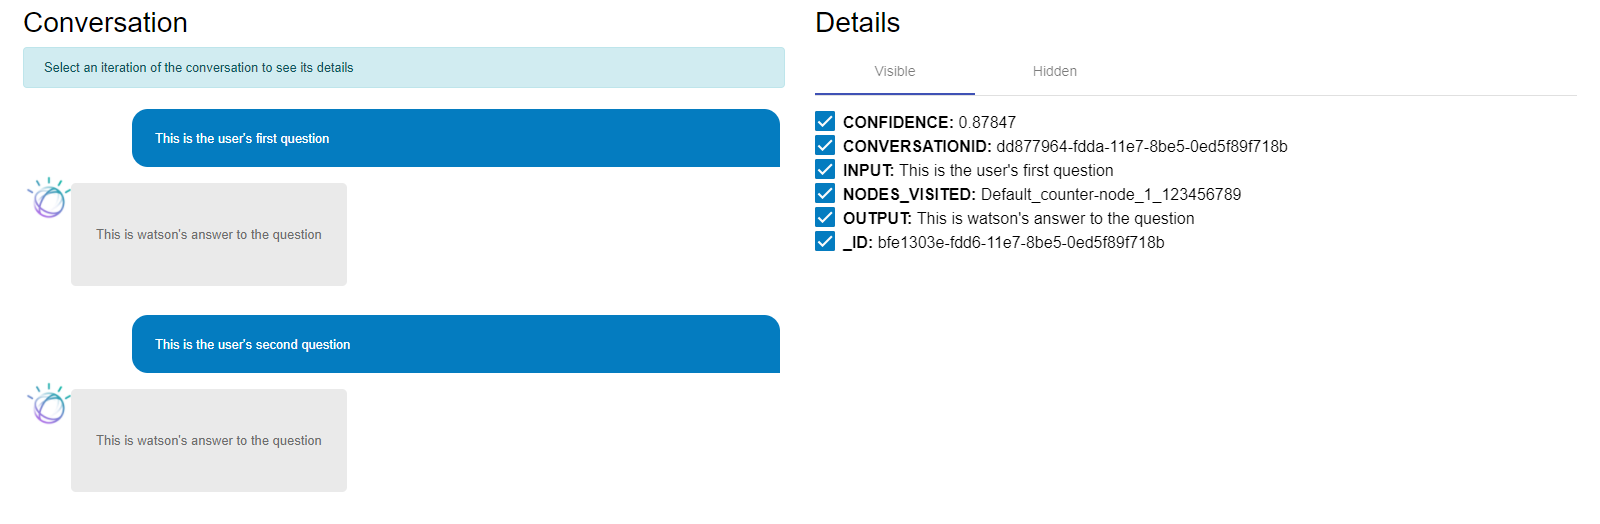 Conversation
Select an iteration of the conversation to see its details
This is the user's first question
This is watson's answer to the question
This is the user's second question
This is watson's answer to the question
Details
Visible
Hidden
CONFIDENCE: 0.87847
CONVERSATIONID: dd877964-fdda-11e7-8be5-0ed5f89f718b
INPUT: This is the user's first question
NODES_VISITED: Default_counter-node_1_123456789
OUTPUT: This is watson's answer to the question
_ID: bfe1303e-fdd6-11e7-8be5-0ed5f89f718b